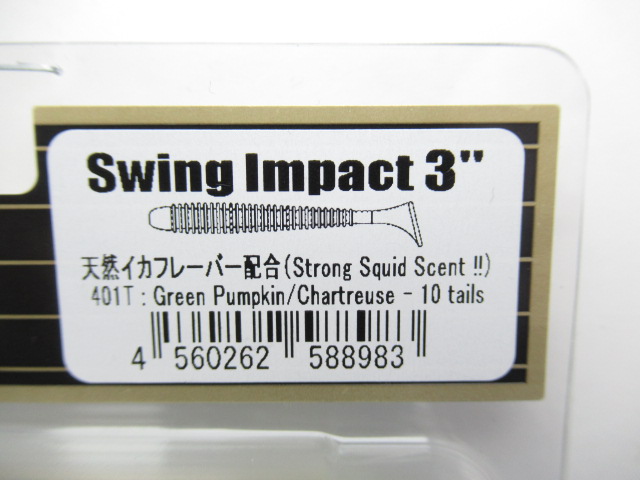 Swing Impact 3"
天然イカフレーバー配合(Strong Squid Scent !!)
401T : Green Pumpkin/Chartreuse - 10 tails
4 560262 588983